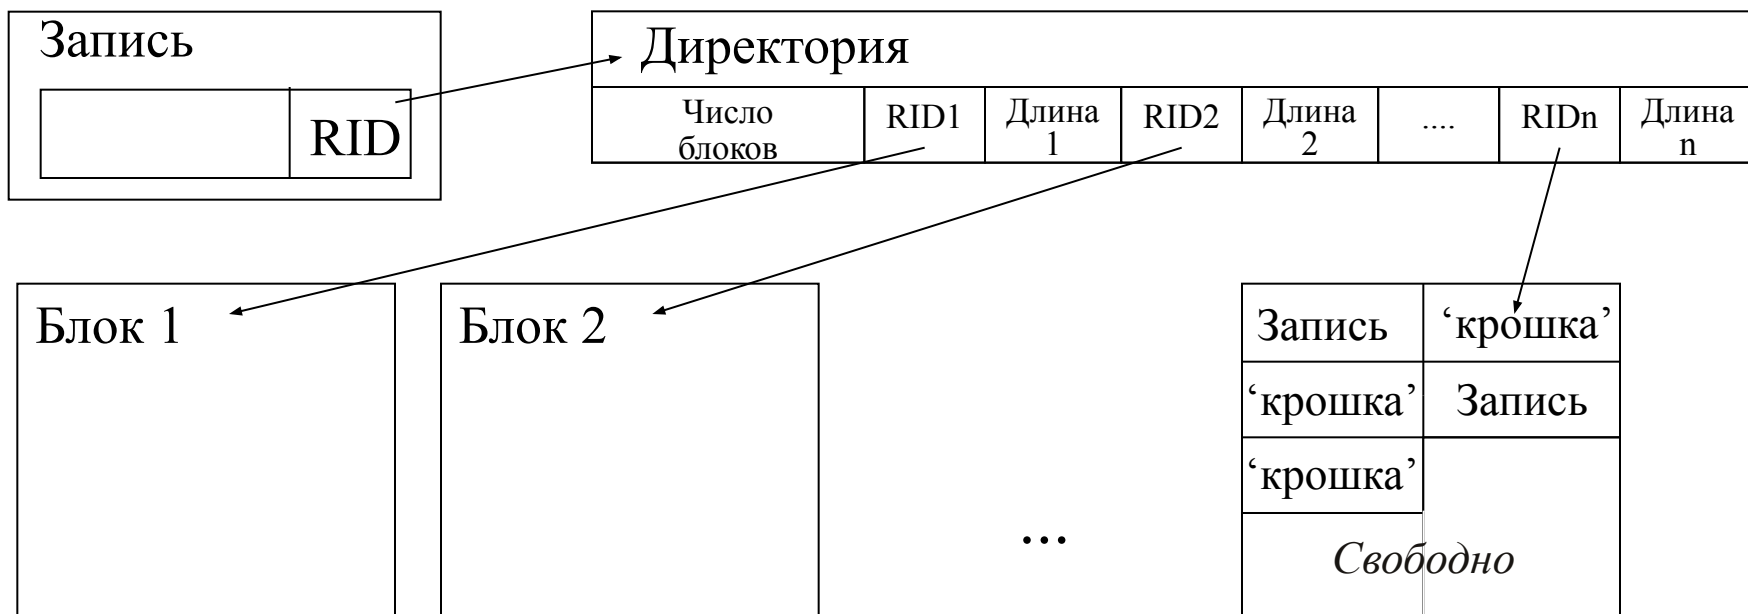 Запись
RID
Директория
Число
блоков
RID1
Длина
1
RID2
Длина
2
....
RIDn
Длина
n
Блок 1
Блок 2
...
Запись
‘крошка’
‘крошка’
Запись
‘крошка’
Свободно